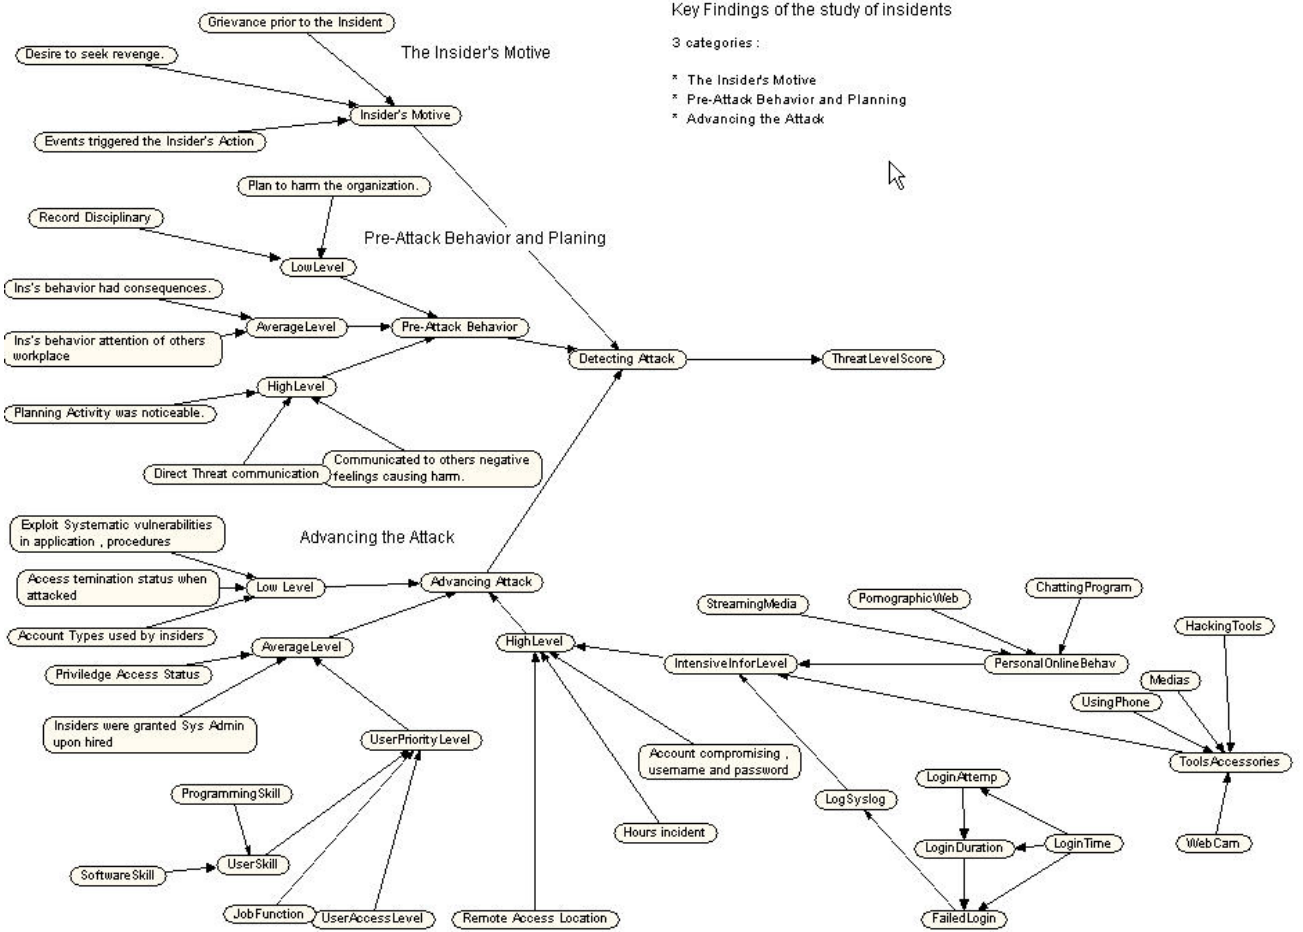 Key Findings of the study of insidents
3 categories :
* The Insider's Motive
* Pre-Attack Behavior and Planning
* Advancing the Attack
Grievance prior to the Insident
The Insider's Motive
Desire to seek revenge.
Insider's Motive
Events triggered the Insider's Action
Plan to harm the organization.
Record Disciplinary
Pre-Attack Behavior and Planing
LowLevel
Ins's behavior had consequences.
AverageLevel
Pre-Attack Behavior
Ins's behavior attention of others
workplace
Detecting Attack
ThreatLevelScore
HighLevel
Planning Activity was noticeable.
Direct Threat communication
Communicated to others negative
feelings causing harm.
Exploit Systematic vulnerabilities
in application , procedures
Advancing the Attack
Access temination status when
attacked
Low Level
Advancing Attack
Account Types used by insiders
AverageLevel
HighLevel
Priviledge Access Status
StreamingMedia
PornographicWeb
ChattingProgram
HackingTools
IntensiveInforLevel
PersonalOnlineBehav
Medias
UsingPhone
Insiders were granted Sys Admin
upon hired
UserPriorityLevel
Account compromising ,
username and password
ToolsAccessories
LoginAttemp
ProgrammingSkill
LogSyslog
Hours incident
LoginDuration
LoginTime
WebCam
UserSkill
SoftwareSkill
JobFunction
UserAccessLevel
Remote Access Location
FailedLogin